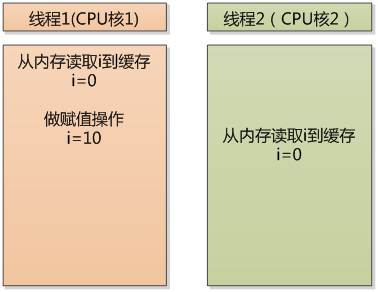 线程1(CPU核1)
从内存读取i到缓存
i=0
做赋值操作
i=10
线程2（CPU核2）
从内存读取i到缓存
i=0